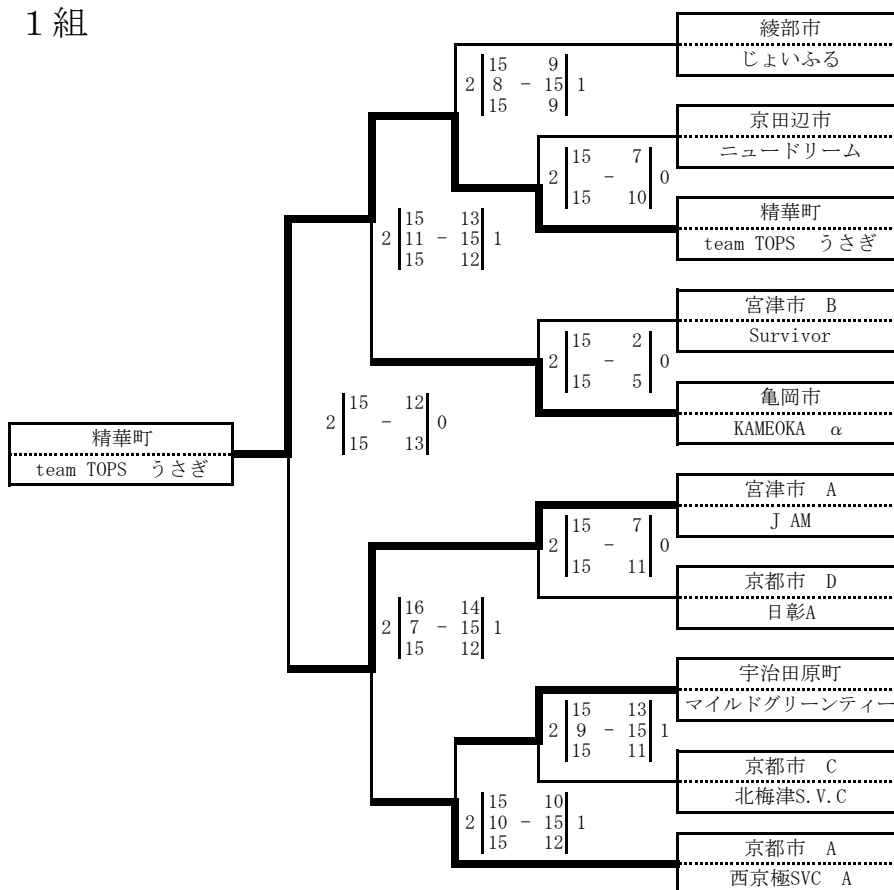 1組
綾部市
じょいふる
2 15 9
8 - 15 1
15 9
京田辺市
ニュードリーム
2 15 - 7 0
15 10
精華町
team TOPS うさぎ
2 15 13
11 - 15 1
15 12
宮津市 B
Survivor
2 15 - 2 0
15 5
亀岡市
KAMEOKA α
2 15 - 12 0
15 13
精華町
team TOPS うさぎ
宮津市 A
J AM
2 15 - 7 0
15 11
京都市 D
日彰A
2 16 14
7 - 15 1
15 12
宇治田原町
マイルドグリーンティー
2 15 13
9 - 15 1
15 11
京都市 C
北梅津S.V.C
2 15 10
10 - 15 1
15 12
京都市 A
西京極SVC A